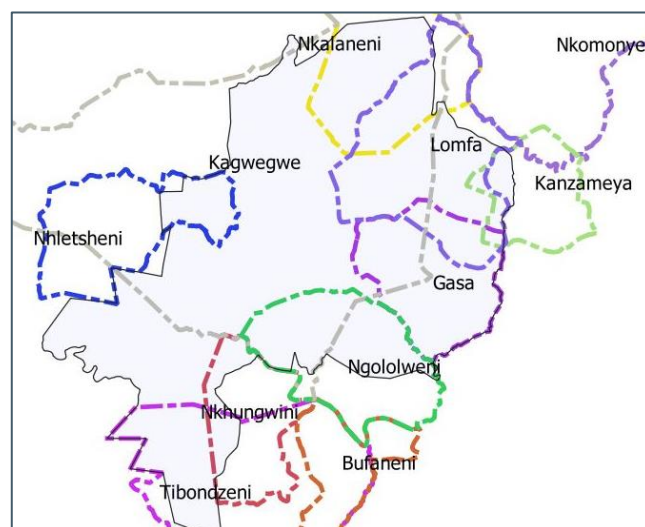 Nkalaneni
Nkomonye
Lomfa
Kagwegwe
Kanzameya
Nhletsheni
Gasa
Ngololweni
Nkhungwini
Bufaneni
Tibondzeni